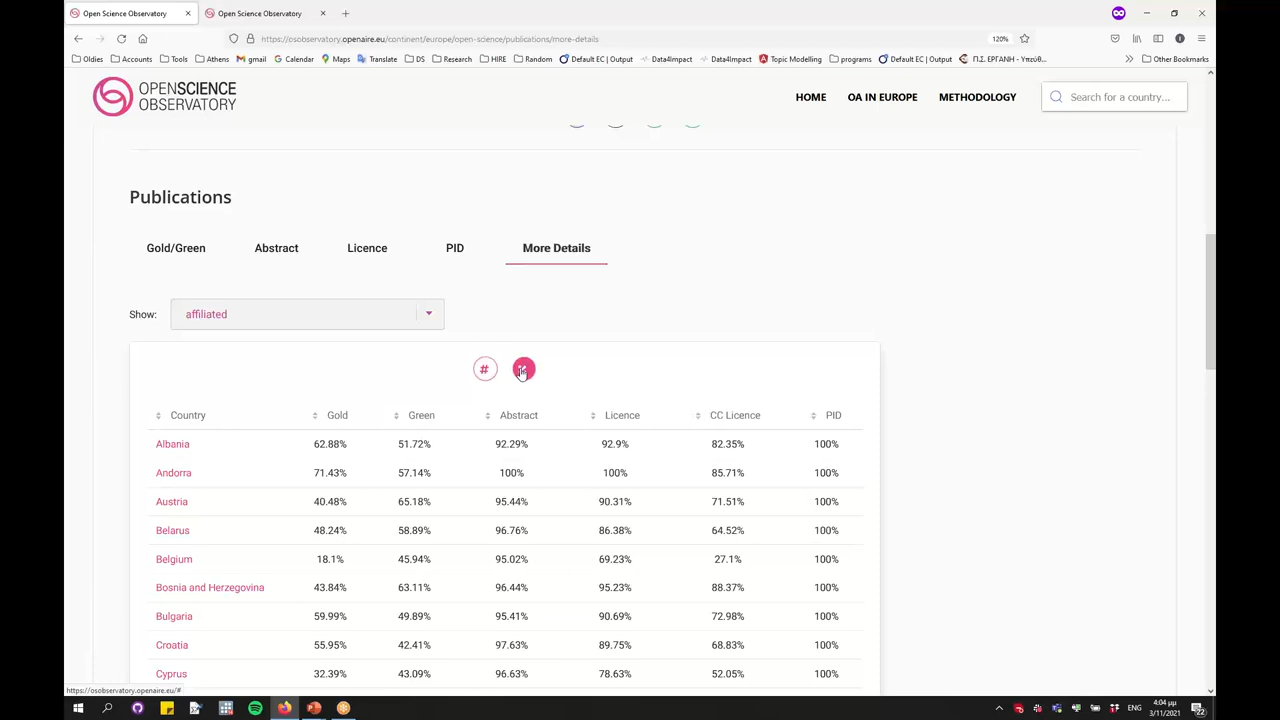 Open Science Observatory
Open Science Observatory
https://osobservatory.openaire.eu/continent/europe/open-science/publications/more-details
120%
Oldies
Accounts
Tools
Athens
gmail
Calendar
Maps
Translate
DS
Research
HIRE
Random
Default EC | Output
Data4Impact
Data4Impact
Topic Modelling
programs
Default EC | Output
Π.Σ. ΕΡΓΑΝΗ - Υπεύθ...
Other Bookmarks
OPENSCIENCE
OBSERVATORY
HOME
OA IN EUROPE
METHODOLOGY
Search for a country...
Publications
Gold/Green
Abstract
Licence
PID
More Details
Show:
affiliated
#
Country Gold Green Abstract Licence CC Licence PID
Albania 62.88% 51.72% 92.29% 92.9% 82.35% 100%
Andorra 71.43% 57.14% 100% 100% 85.71% 100%
Austria 40.48% 65.18% 95.44% 90.31% 71.51% 100%
Belarus 48.24% 58.89% 96.76% 86.38% 64.52% 100%
Belgium 18.1% 45.94% 95.02% 69.23% 27.1% 100%
Bosnia and Herzegovina 43.84% 63.11% 96.44% 95.23% 88.37% 100%
Bulgaria 59.99% 49.89% 95.41% 90.69% 72.98% 100%
Croatia 55.95% 42.41% 97.63% 89.75% 68.83% 100%
Cyprus 32.39% 43.09% 96.63% 78.63% 52.05% 100%
https://osobservatory.openaire.eu/#
ENG
4:04 μμ
3/11/2021
22